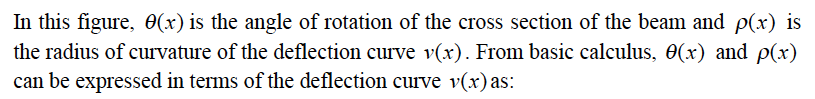 In this figure, θ(x) is the angle of rotation of the cross section of the beam and ρ(x) is
the radius of curvature of the deflection curve v(x). From basic calculus, θ(x) and ρ(x)
can be expressed in terms of the deflection curve v(x) as: